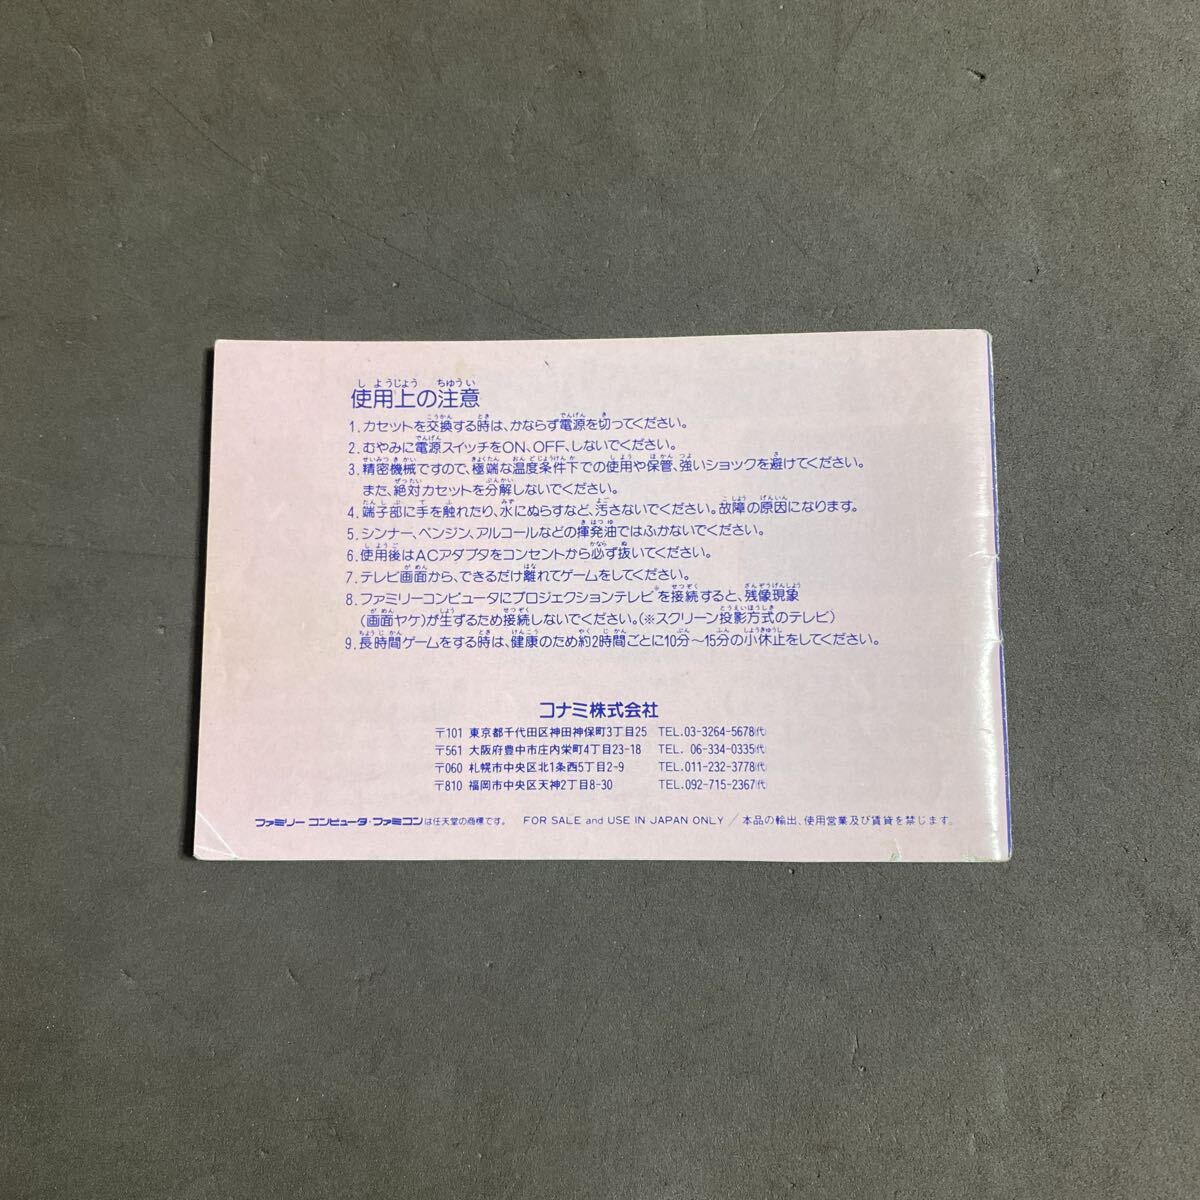 使用上の注意
1. カセットを交換する時は、かならず電源を切ってください。
2. むやみに電源スイッチをON、OFF、しないでください。
3. 精密機械ですので、極端な温度条件下での使用や保管、強いショックを避けてください。
また、絶対カセットを分解しないでください。
4. 端子部に手を触れたり、水にぬらすなど、汚さないでください。故障の原因になります。
5. シンナー、ベンジン、アルコールなどの揮発油ではふかないでください。
6. 使用後はACアダプタをコンセントから必ず抜いてください。
7. テレビ画面から、できるだけ離れてゲームをしてください。
8. ファミリーコンピュータにプロジェクションテレビ※を接続すると、残像現象
(画面ヤケ)が生ずるため接続しないでください。(※スクリーン投影方式のテレビ)
9. 長時間ゲームをする時は、健康のため約2時間ごとに10分～15分の小休止をしてください。
コナミ株式会社
〒101 東京都千代田区神田神保町3丁目25 TEL.03-3264-5678(代)
〒561 大阪府豊中市庄内栄町4丁目23-18 TEL. 06-334-0335(代)
〒060 札幌市中央区北1条西5丁目2-9 TEL.011-232-3778(代)
〒810 福岡市中央区天神2丁目8-30 TEL.092-715-2367(代)
ファミリーコンピュータ・ファミコンは任天堂の商標です。 FOR SALE and USE IN JAPAN ONLY／本品の輸出、使用営業及び賃貸を禁じます。